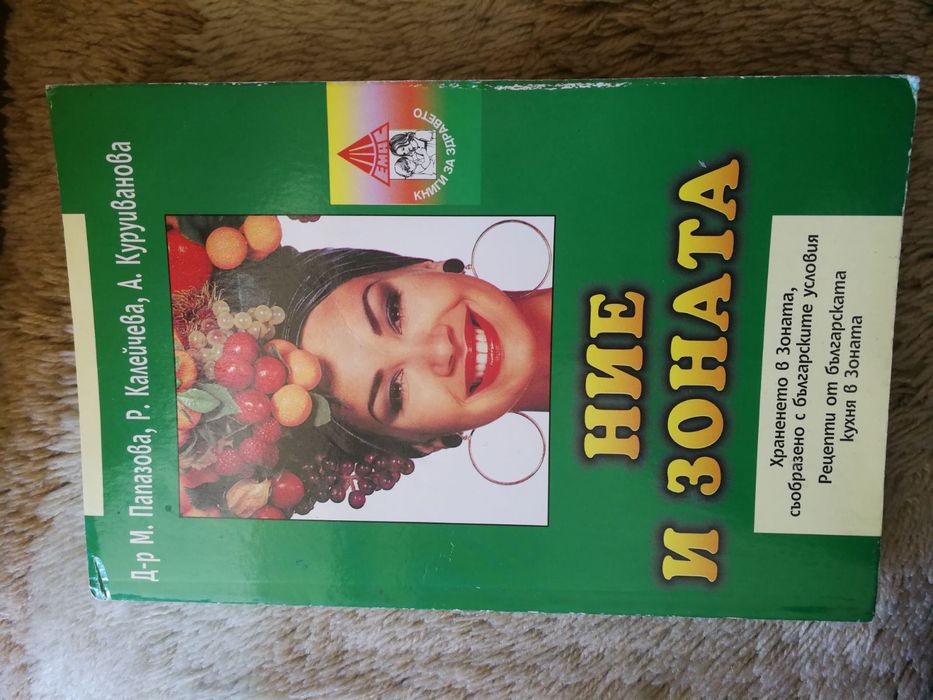 Д-р М. Папазова, Р. Калейчева, А. Куруиванова
ЕМАС
КНИГИ ЗА ЗДРАВЕТО
НИЕ
И ЗОНАТА
Храненето в Зоната,
съобразено с българските условия
Рецепти от българската
кухня в Зоната